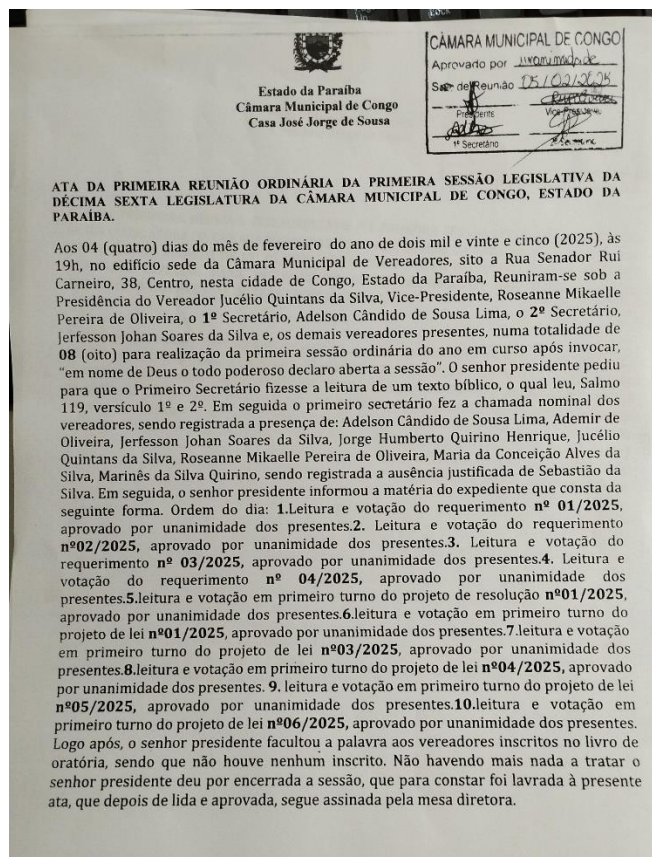 Estado da Paraíba
Câmara Municipal de Congo
Casa José Jorge de Sousa
CÂMARA MUNICIPAL DE CONGO
Aprovado por unanimidade
Sae de Reunião 05/02/2025
Presidente
1º Secretário
ATA DA PRIMEIRA REUNIÃO ORDINÁRIA DA PRIMEIRA SESSÃO LEGISLATIVA DA
DÉCIMA SEXTA LEGISLATURA DA CÂMARA MUNICIPAL DE CONGO, ESTADO DA
PARAÍBA.
Aos 04 (quatro) dias do mês de fevereiro do ano de dois mil e vinte e cinco (2025), às
19h, no edifício sede da Câmara Municipal de Vereadores, sito a Rua Senador Rui
Carneiro, 38, Centro, nesta cidade de Congo, Estado da Paraíba, Reuniram-se sob a
Presidência do Vereador Jucélio Quintans da Silva, Vice-Presidente, Roseanne Mikaelle
Pereira de Oliveira, o 1º Secretário, Adelson Cândido de Sousa Lima, o 2º Secretário,
Jerfesson Johan Soares da Silva e, os demais vereadores presentes, numa totalidade de
08 (oito) para realização da primeira sessão ordinária do ano em curso após invocar,
“em nome de Deus o todo poderoso declaro aberta a sessão”. O senhor presidente pediu
para que o Primeiro Secretário fizesse a leitura de um texto bíblico, o qual leu, Salmo
119, versículo 1º e 2º. Em seguida o primeiro secretário fez a chamada nominal dos
vereadores, sendo registrada a presença de: Adelson Cândido de Sousa Lima, Ademir de
Oliveira, Jerfesson Johan Soares da Silva, Jorge Humberto Quirino Henrique, Jucélio
Quintans da Silva, Roseanne Mikaelle Pereira de Oliveira, Maria da Conceição Alves da
Silva, Marinês da Silva Quirino, sendo registrada a ausência justificada de Sebastião da
Silva. Em seguida, o senhor presidente informou a matéria do expediente que consta da
seguinte forma. Ordem do dia: 1.Leitura e votação do requerimento nº 01/2025,
aprovado por unanimidade dos presentes.2. Leitura e votação do requerimento
nº02/2025, aprovado por unanimidade dos presentes.3. Leitura e votação do
requerimento nº 03/2025, aprovado por unanimidade dos presentes.4. Leitura e
votação do requerimento nº 04/2025, aprovado por unanimidade dos
presentes.5.leitura e votação em primeiro turno do projeto de resolução nº01/2025,
aprovado por unanimidade dos presentes.6.leitura e votação em primeiro turno do
projeto de lei nº01/2025, aprovado por unanimidade dos presentes.7.leitura e votação
em primeiro turno do projeto de lei nº03/2025, aprovado por unanimidade dos
presentes.8.leitura e votação em primeiro turno do projeto de lei nº04/2025, aprovado
por unanimidade dos presentes. 9. leitura e votação em primeiro turno do projeto de lei
nº05/2025, aprovado por unanimidade dos presentes.10.leitura e votação em
primeiro turno do projeto de lei nº06/2025, aprovado por unanimidade dos presentes.
Logo após, o senhor presidente facultou a palavra aos vereadores inscritos no livro de
oratória, sendo que não houve nenhum inscrito. Não havendo mais nada a tratar o
senhor presidente deu por encerrada a sessão, que para constar foi lavrada à presente
ata, que depois de lida e aprovada, segue assinada pela mesa diretora.